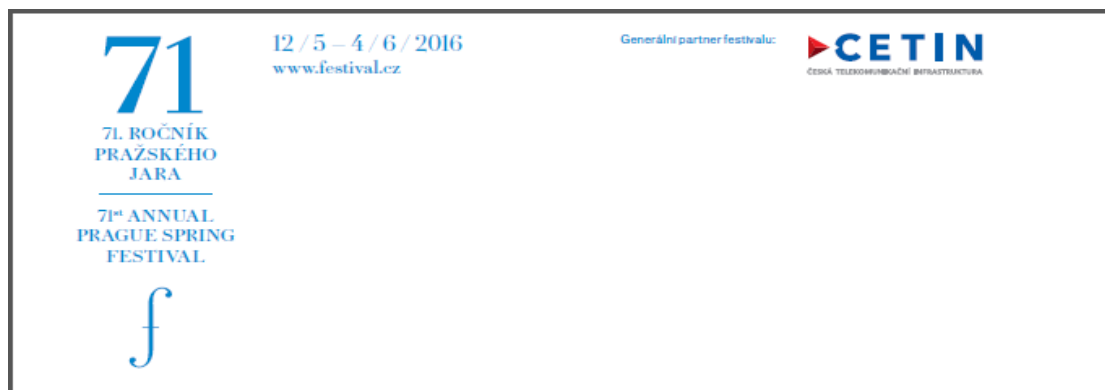 71
71. ROČNÍK
PRAŽSKÉHO
JARA
71st ANNUAL
PRAGUE SPRING
FESTIVAL
f
12 / 5 – 4 / 6 / 2016
www.festival.cz
Generální partner festivalu:
CETIN
ČESKÁ TELEKOMUNIKAČNÍ INFRASTRUKTURA